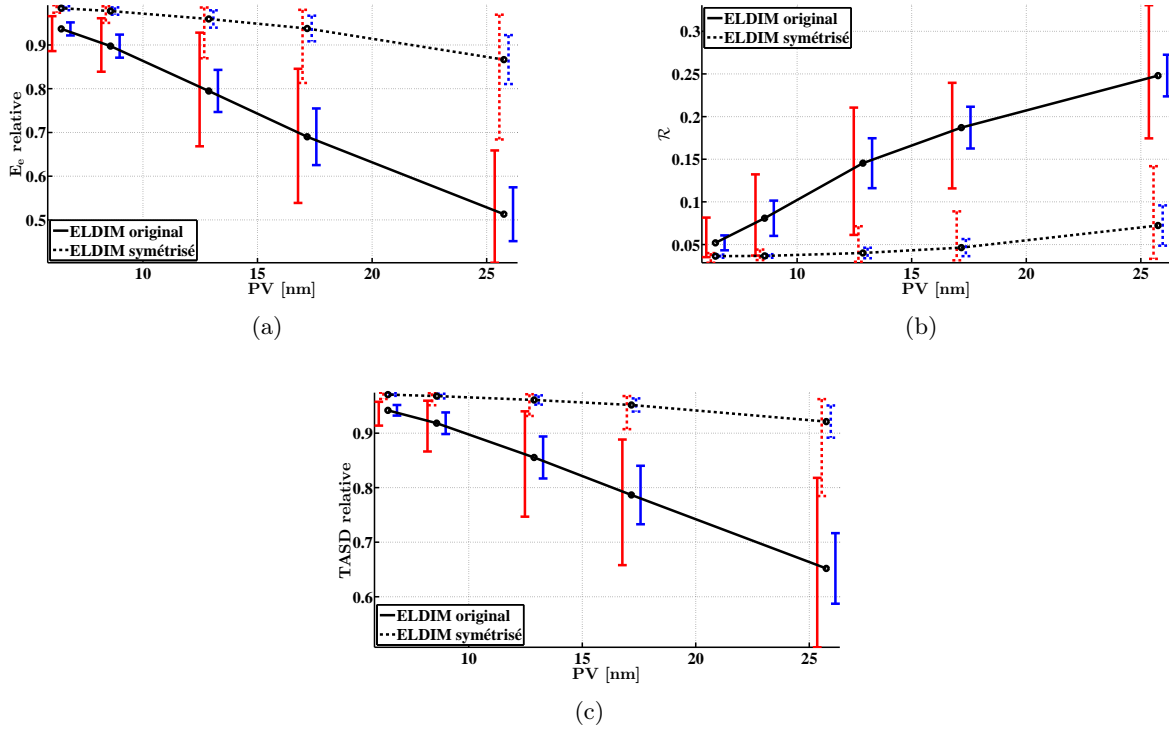 0.9
0.8
0.7
0.6
0.5
E_e relative
ELDIM original
ELDIM symétrisé
10 15 20 25
PV [nm]
(a)
ELDIM original
ELDIM symétrisé
0.3
0.25
0.2
0.15
0.1
0.05
ℛ
10 15 20 25
PV [nm]
(b)
0.9
0.8
0.7
0.6
TASD relative
ELDIM original
ELDIM symétrisé
10 15 20 25
PV [nm]
(c)